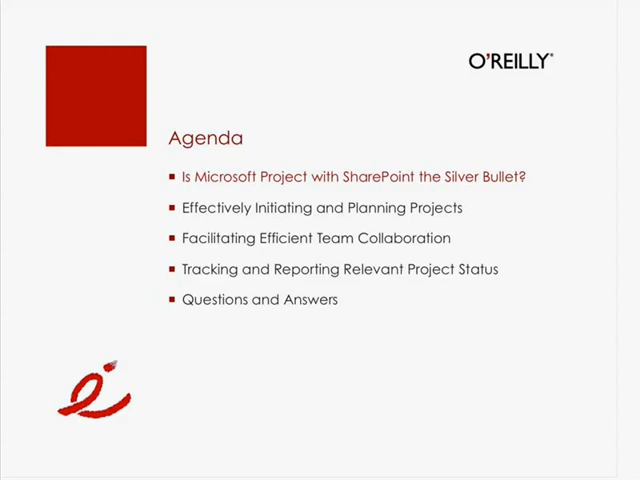 O'REILLY®
Agenda
Is Microsoft Project with SharePoint the Silver Bullet?
Effectively Initiating and Planning Projects
Facilitating Efficient Team Collaboration
Tracking and Reporting Relevant Project Status
Questions and Answers